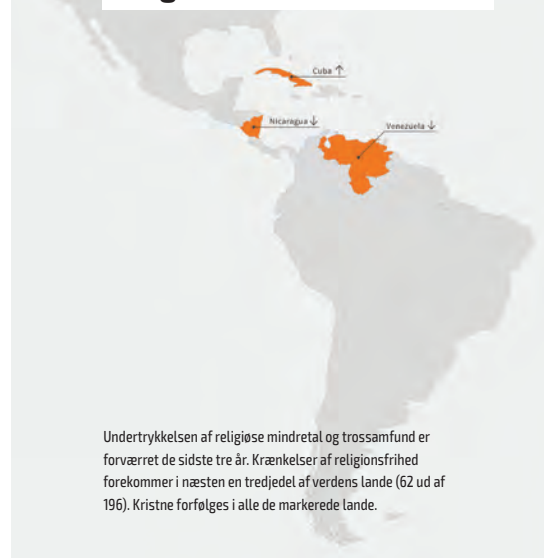 Cuba ↑
Nicaragua ↓
Venezuela ↓
Undertrykkelsen af religiøse mindretal og trossamfund er
forværret de sidste tre år. Krænkelser af religionsfrihed
forekommer i næsten en tredjedel af verdens lande (62 ud af
196). Kristne forfølges i alle de markerede lande.